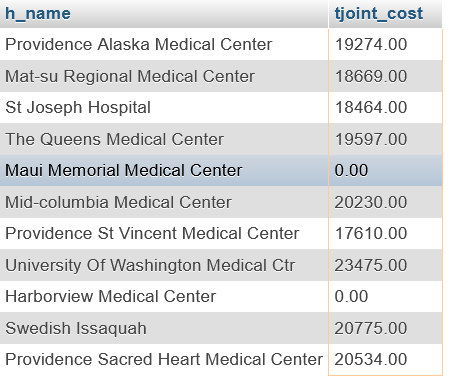 h_name tjoint_cost
Providence Alaska Medical Center 19274.00
Mat-su Regional Medical Center 18669.00
St Joseph Hospital 18464.00
The Queens Medical Center 19597.00
Maui Memorial Medical Center 0.00
Mid-columbia Medical Center 20230.00
Providence St Vincent Medical Center 17610.00
University Of Washington Medical Ctr 23475.00
Harborview Medical Center 0.00
Swedish Issaquah 20775.00
Providence Sacred Heart Medical Center 20534.00